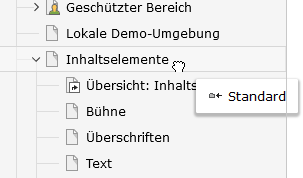 Geschützter Bereich
Lokale Demo-Umgebung
Inhaltselemente
Übersicht: Inhalts
Standard
Bühne
Überschriften
Text